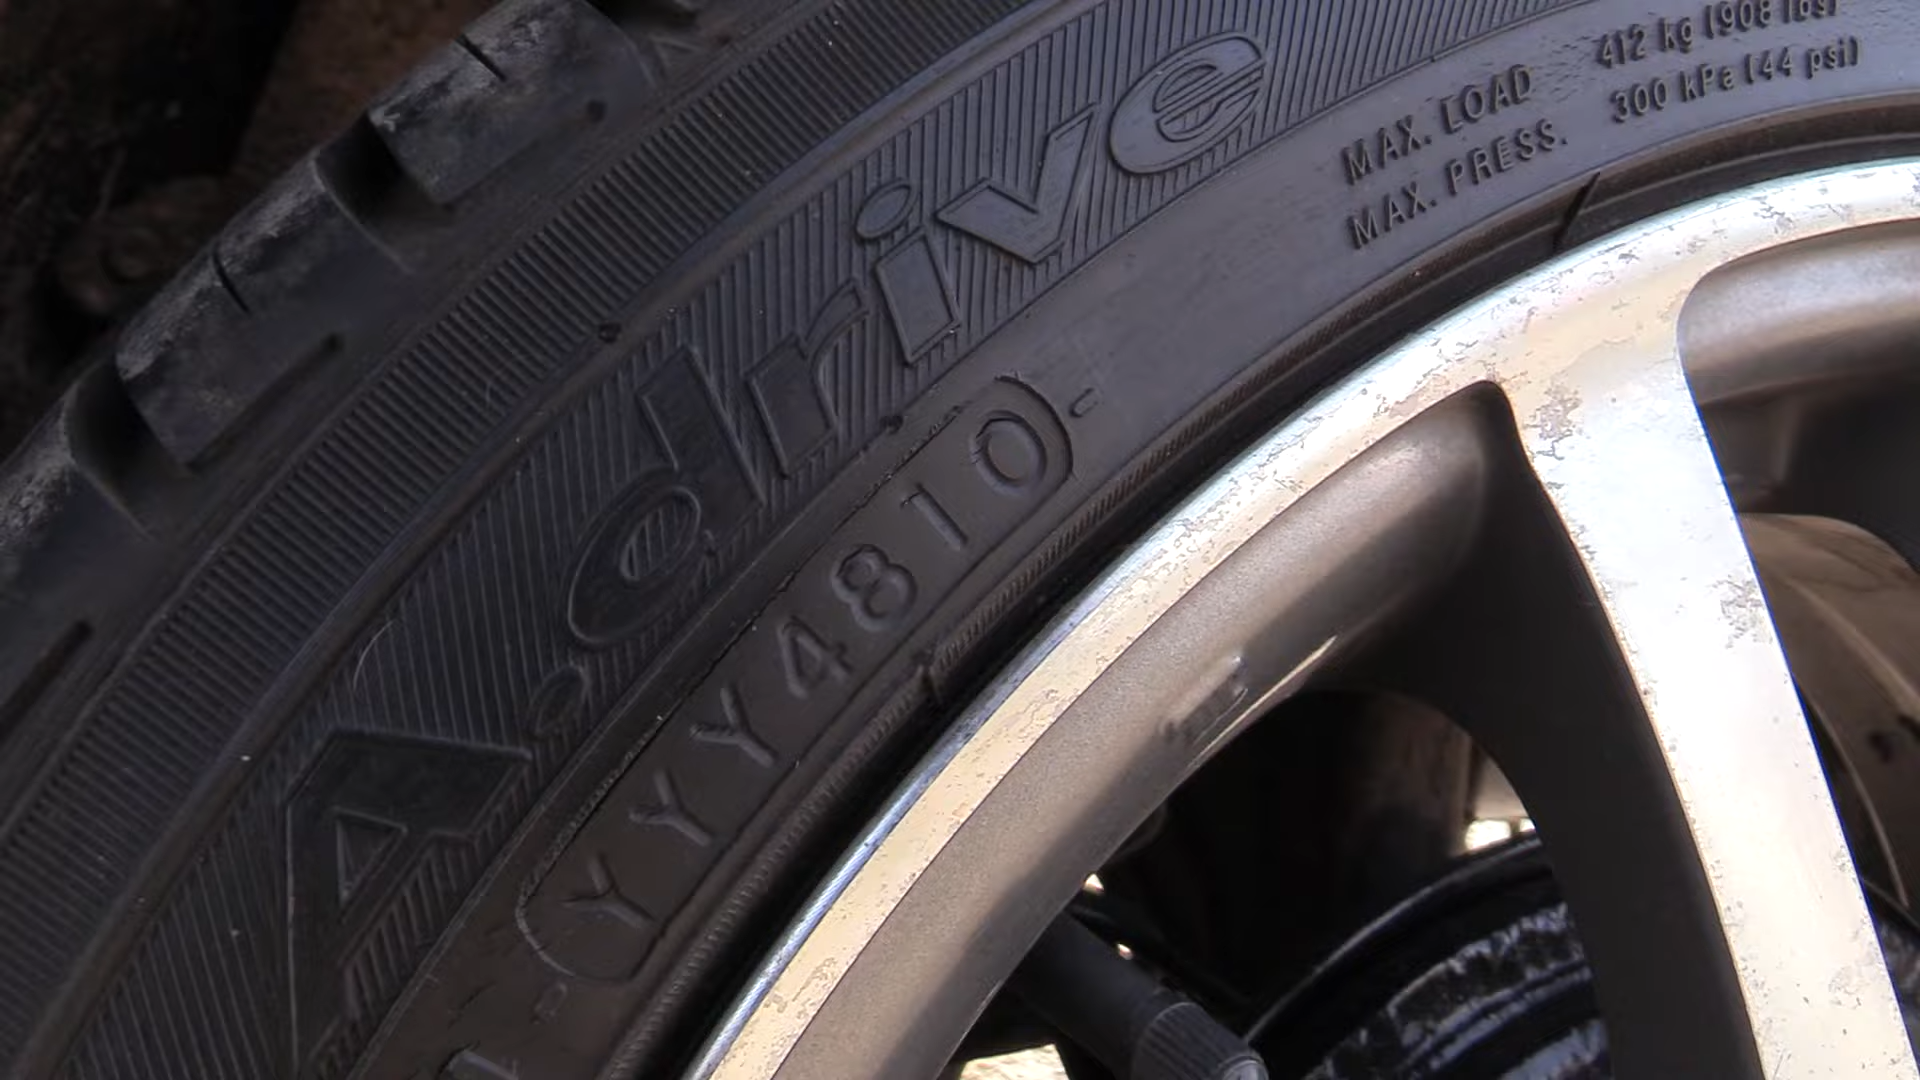 A.drive
YYY4810
MAX. LOAD 412 kg (908 lbs)
MAX. PRESS. 300 kPa (44 psi)